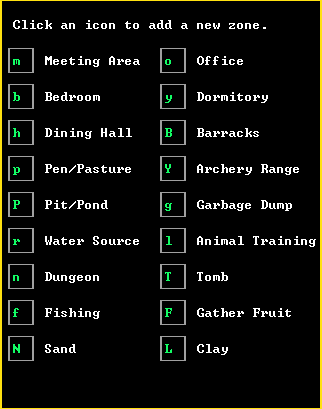 Click an icon to add a new zone.
m Meeting Area o Office
b Bedroom y Dormitory
h Dining Hall B Barracks
p Pen/Pasture Y Archery Range
P Pit/Pond g Garbage Dump
r Water Source l Animal Training
n Dungeon T Tomb
f Fishing F Gather Fruit
N Sand L Clay